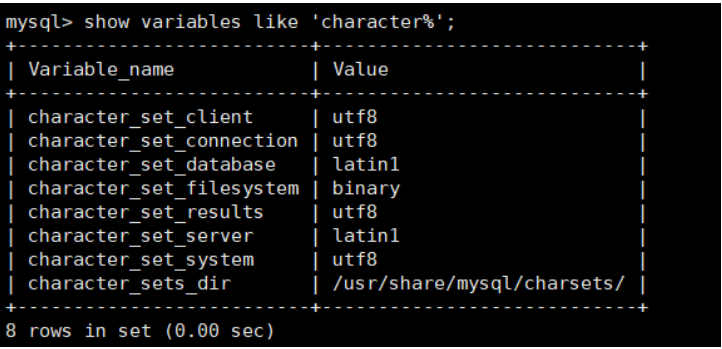 mysql> show variables like 'character%';
+--------------------------+----------------------------+
| Variable_name            | Value                      |
+--------------------------+----------------------------+
| character_set_client     | utf8                       |
| character_set_connection | utf8                       |
| character_set_database   | latin1                     |
| character_set_filesystem | binary                     |
| character_set_results    | utf8                       |
| character_set_server     | latin1                     |
| character_set_system     | utf8                       |
| character_sets_dir       | /usr/share/mysql/charsets/ |
+--------------------------+----------------------------+
8 rows in set (0.00 sec)